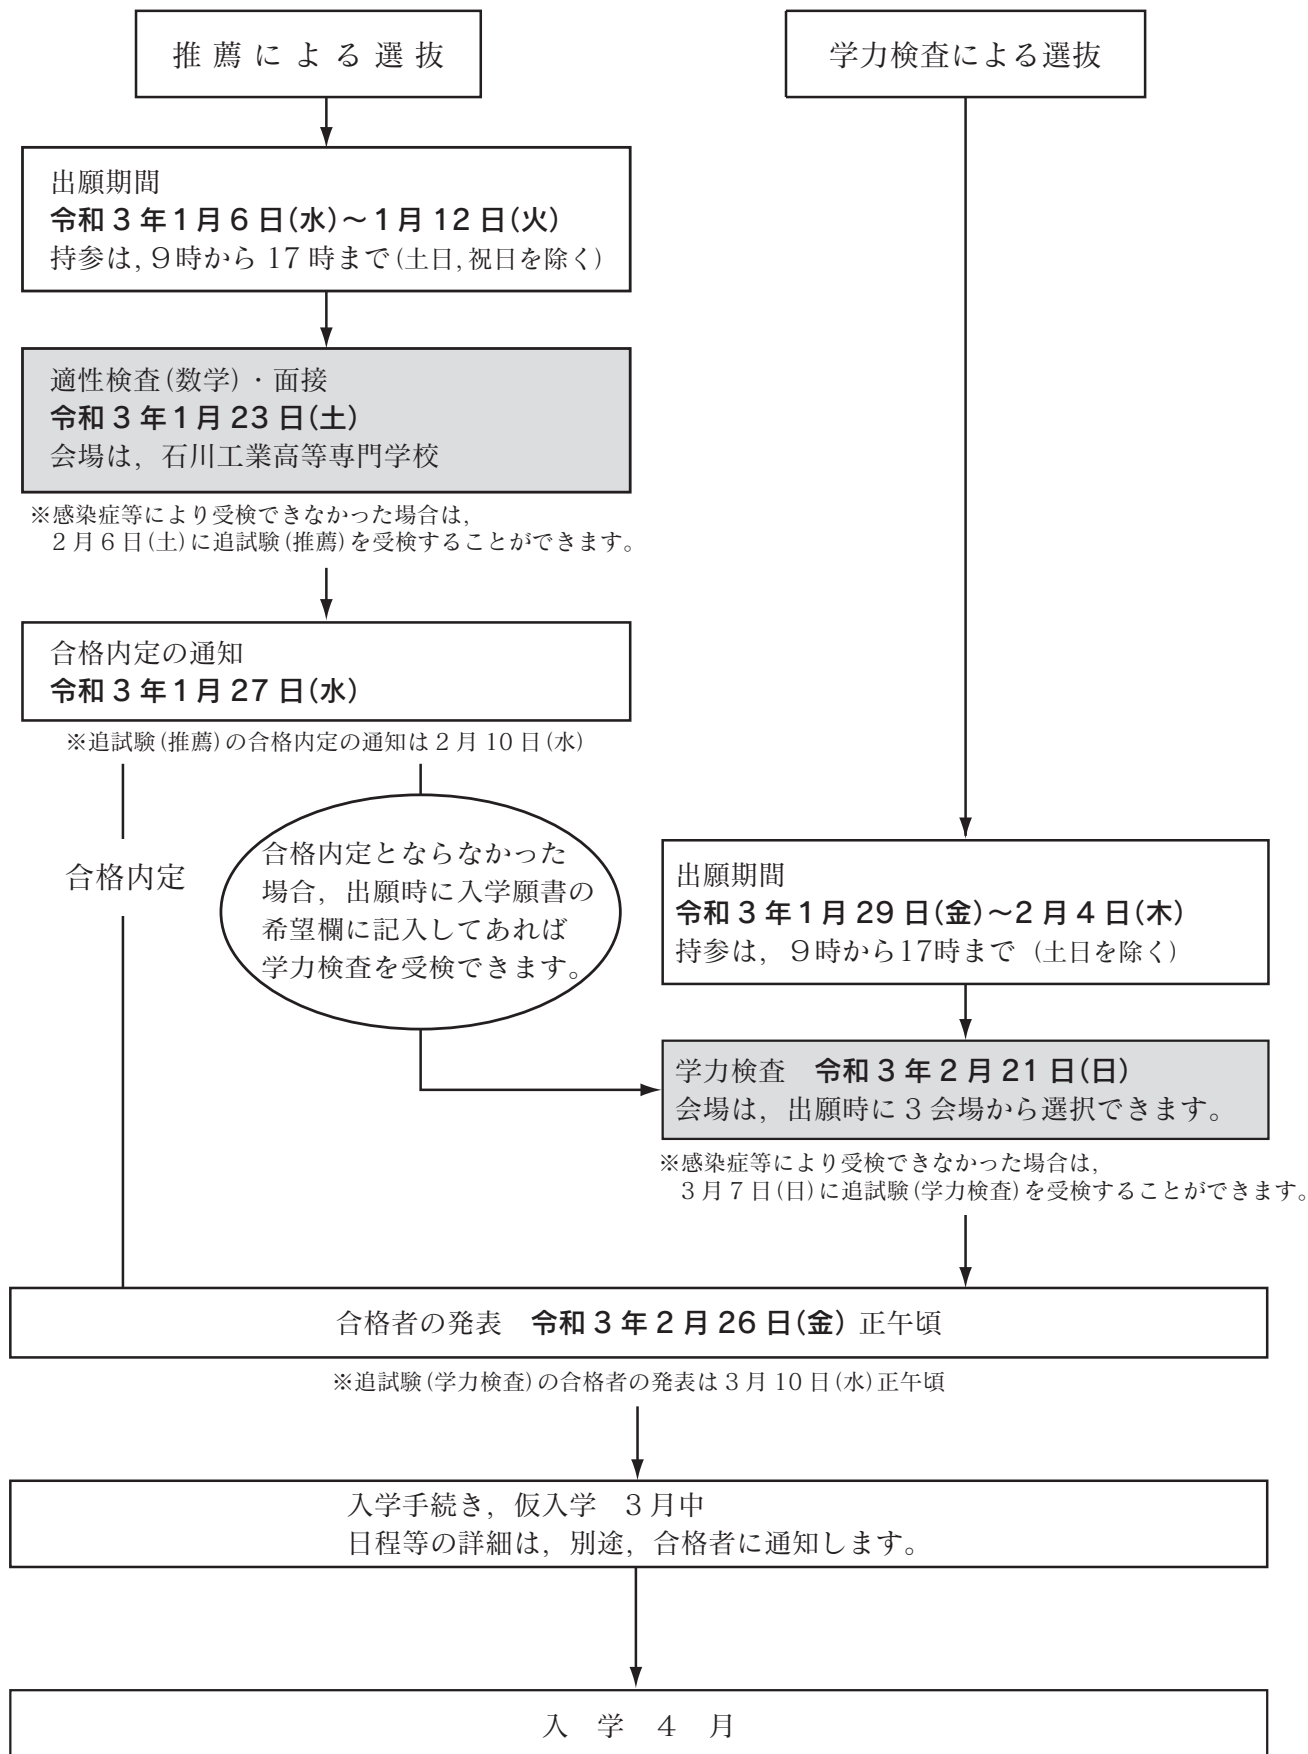 推薦による選抜
学力検査による選抜
出願期間
令和3年1月6日(水)～1月12日(火)
持参は,9時から17時まで(土日,祝日を除く)
適性検査(数学)・面接
令和3年1月23日(土)
会場は，石川工業高等専門学校
※感染症等により受検できなかった場合は，
2月6日(土)に追試験(推薦)を受検することができます。
合格内定の通知
令和3年1月27日(水)
※追試験(推薦)の合格内定の通知は2月10日(水)
合格内定
合格内定とならなかった
場合，出願時に入学願書の
希望欄に記入してあれば
学力検査を受検できます。
出願期間
令和3年1月29日(金)～2月4日(木)
持参は，9時から17時まで（土日を除く）
学力検査　令和3年2月21日(日)
会場は，出願時に3会場から選択できます。
※感染症等により受検できなかった場合は，
3月7日(日)に追試験(学力検査)を受検することができます。
合格者の発表　令和3年2月26日(金) 正午頃
※追試験(学力検査)の合格者の発表は3月10日(水)正午頃
入学手続き，仮入学　3月中
日程等の詳細は，別途，合格者に通知します。
入　学　4　月